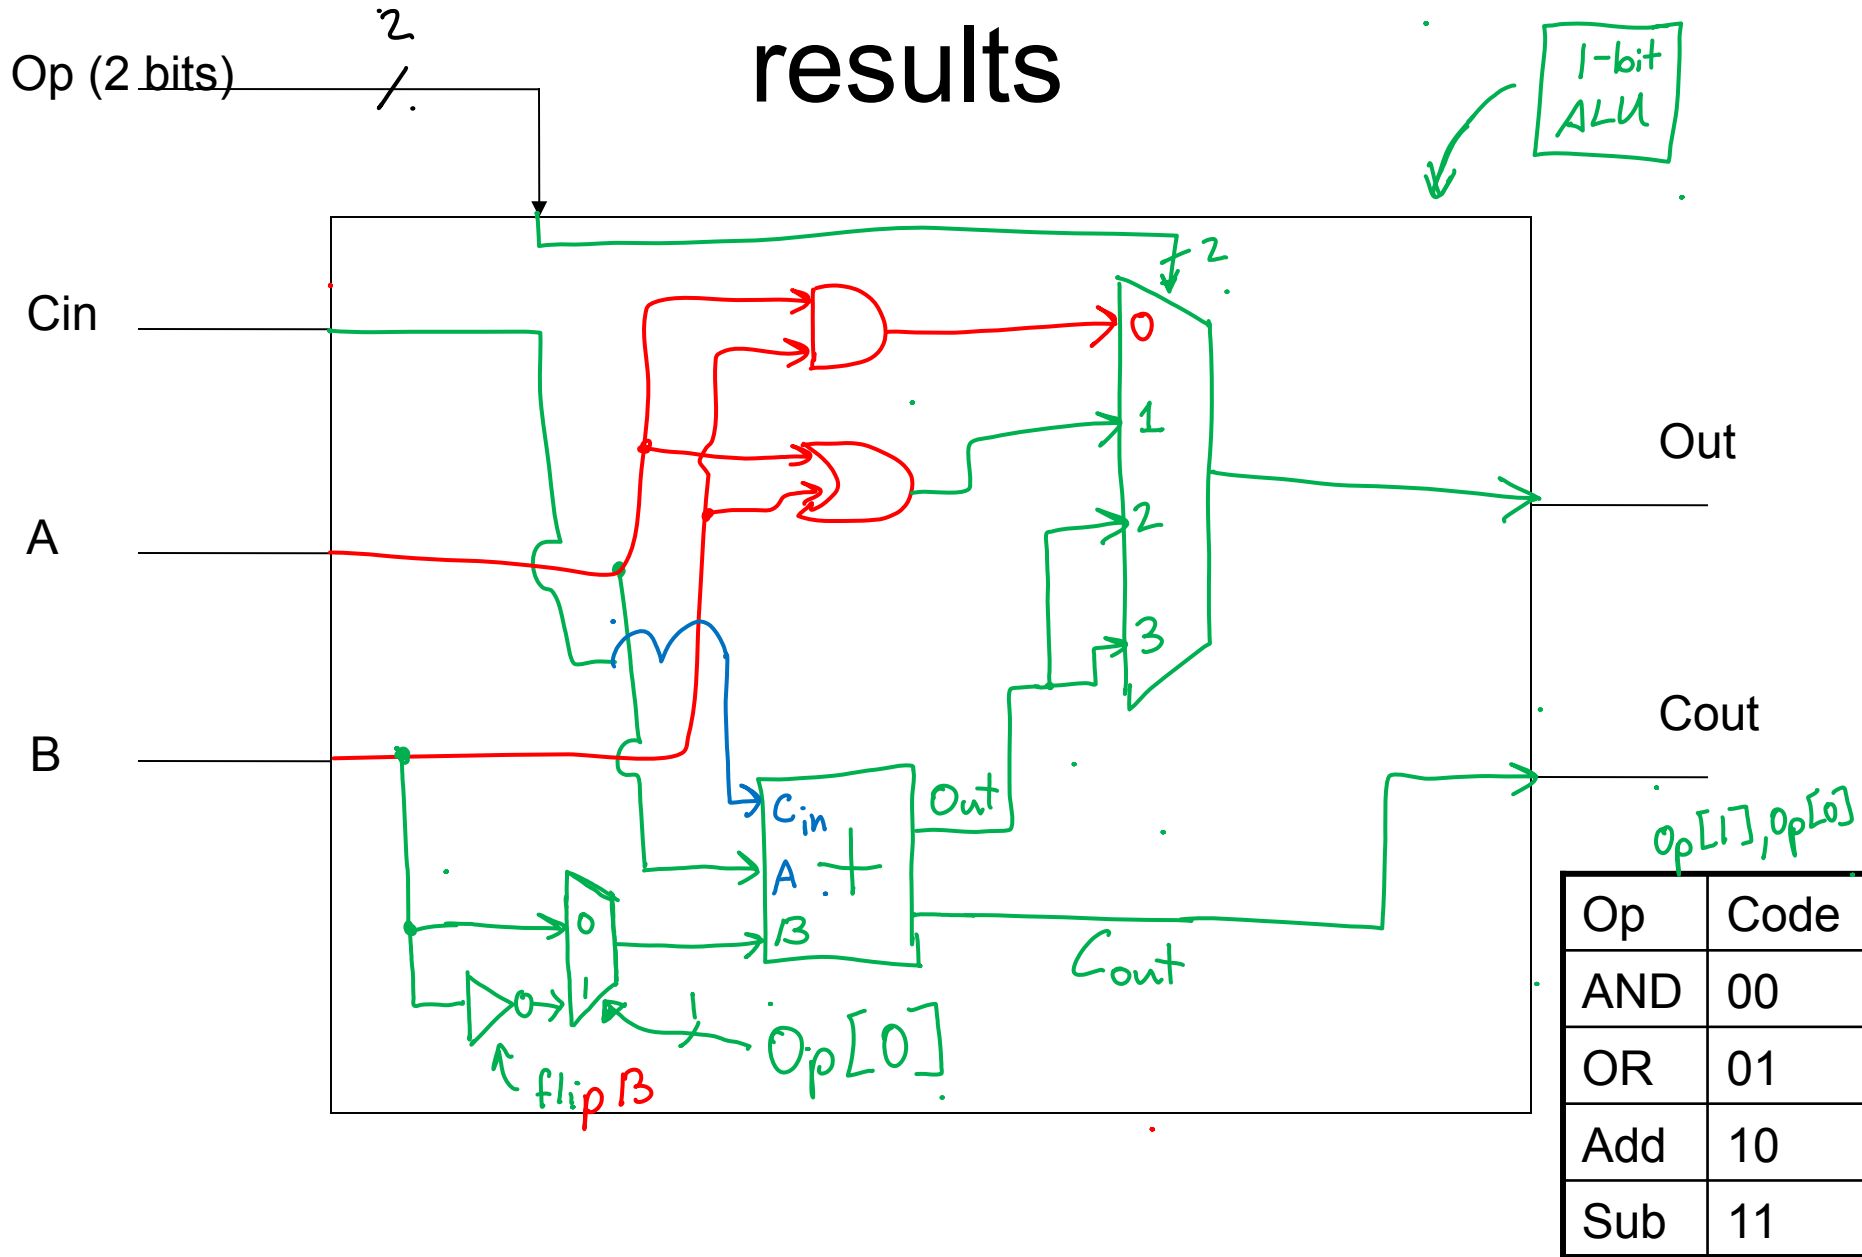 results
2
Op (2 bits)
1-bit
ALU
2
Cin
0
1
Out
2
A
3
Cout
B
Out
Cin
A
B
+
Op[1],Op[0]
Op Code
AND 00
OR 01
Add 10
Sub 11
0
1
Cout
1
Op[0]
flip B